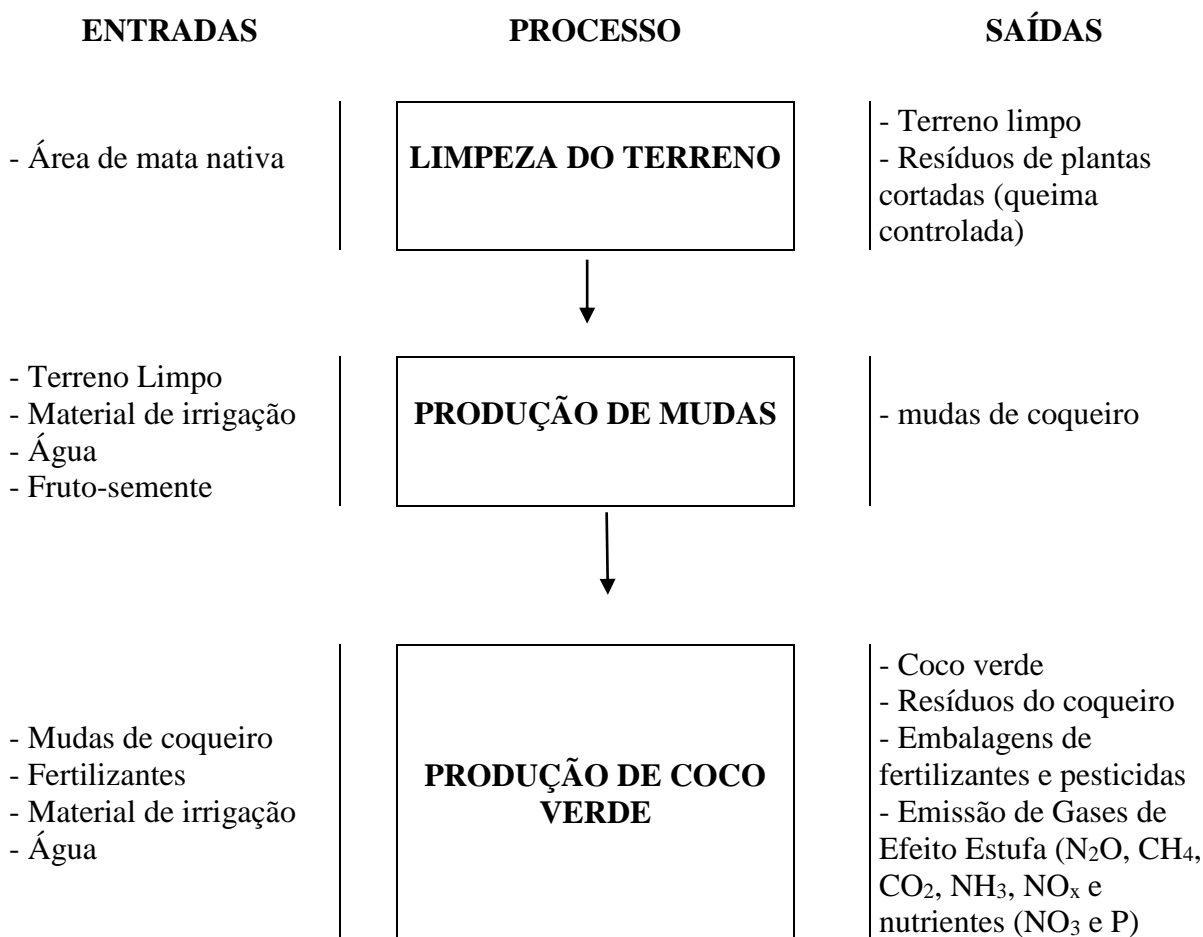 ENTRADAS PROCESSO SAÍDAS
- Área de mata nativa
LIMPEZA DO TERRENO
- Terreno limpo
- Resíduos de plantas
cortadas (queima
controlada)
- Terreno Limpo
- Material de irrigação
- Água
- Fruto-semente
PRODUÇÃO DE MUDAS
- mudas de coqueiro
- Mudas de coqueiro
- Fertilizantes
- Material de irrigação
- Água
PRODUÇÃO DE COCO
VERDE
- Coco verde
- Resíduos do coqueiro
- Embalagens de
fertilizantes e pesticidas
- Emissão de Gases de
Efeito Estufa (N₂O, CH₄,
CO₂, NH₃, NOₓ e
nutrientes (NO₃ e P)